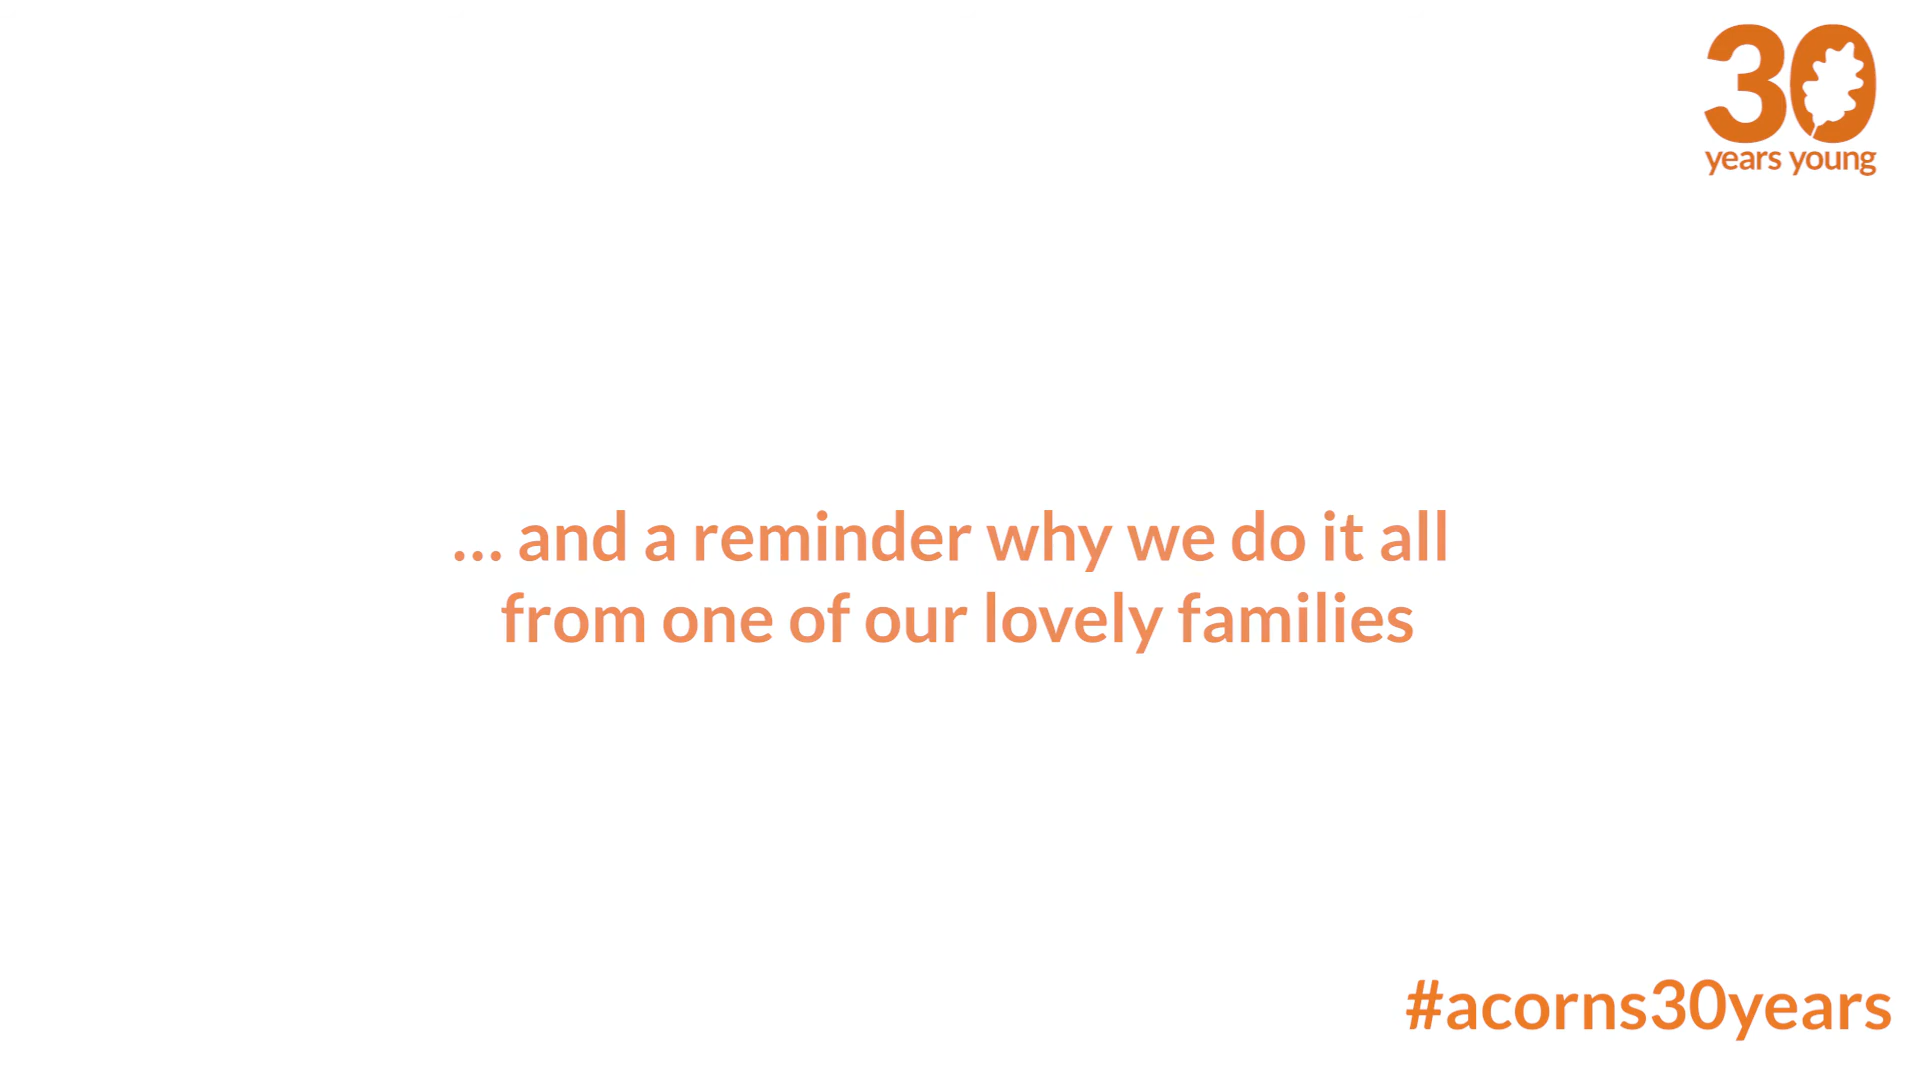 30
years young
... and a reminder why we do it all
from one of our lovely families
#acorns30years